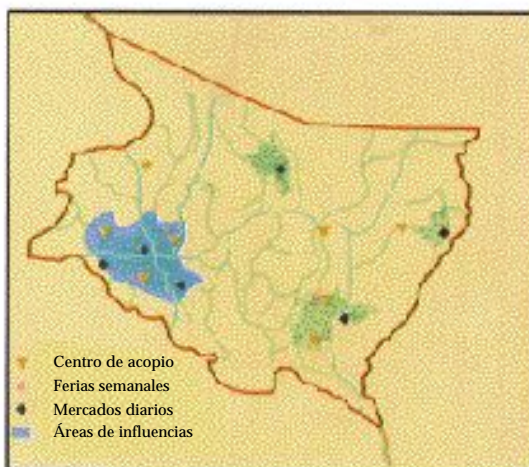 Centro de acopio
Ferias semanales
Mercados diarios
Áreas de influencias